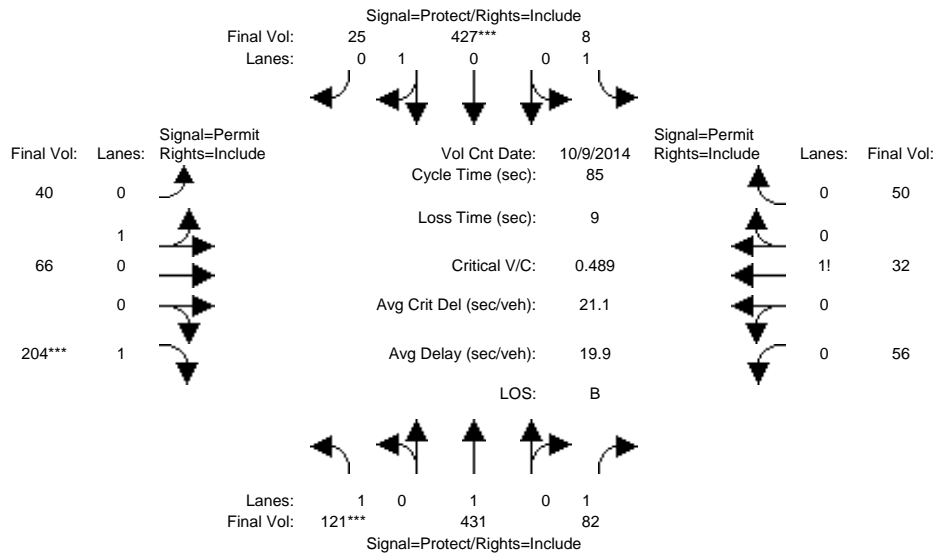 Signal=Protect/Rights=Include
Final Vol: 25 427*** 8
Lanes: 0 1 0 0 1
Signal=Permit
Final Vol: Lanes: Rights=Include
Vol Cnt Date: 10/9/2014
Signal=Permit
Rights=Include Lanes: Final Vol:
Cycle Time (sec): 85
40 0
0 50
Loss Time (sec): 9
1
0
66 0
Critical V/C: 0.489
1! 32
0
Avg Crit Del (sec/veh): 21.1
0
204*** 1
Avg Delay (sec/veh): 19.9
0 56
LOS: B
Lanes: 1 0 1 0 1
Final Vol: 121*** 431 82
Signal=Protect/Rights=Include